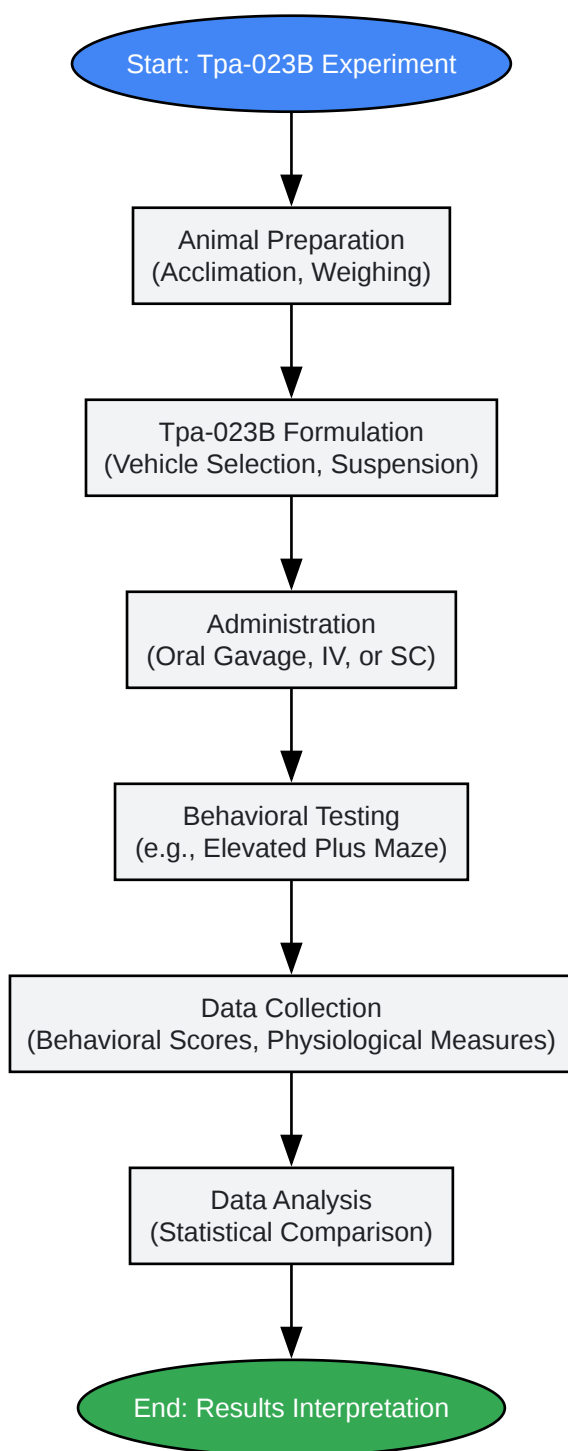 Start: Tpa-023B Experiment
Animal Preparation
(Acclimation, Weighing)
Tpa-023B Formulation
(Vehicle Selection, Suspension)
Administration
(Oral Gavage, IV, or SC)
Behavioral Testing
(e.g., Elevated Plus Maze)
Data Collection
(Behavioral Scores, Physiological Measures)
Data Analysis
(Statistical Comparison)
End: Results Interpretation